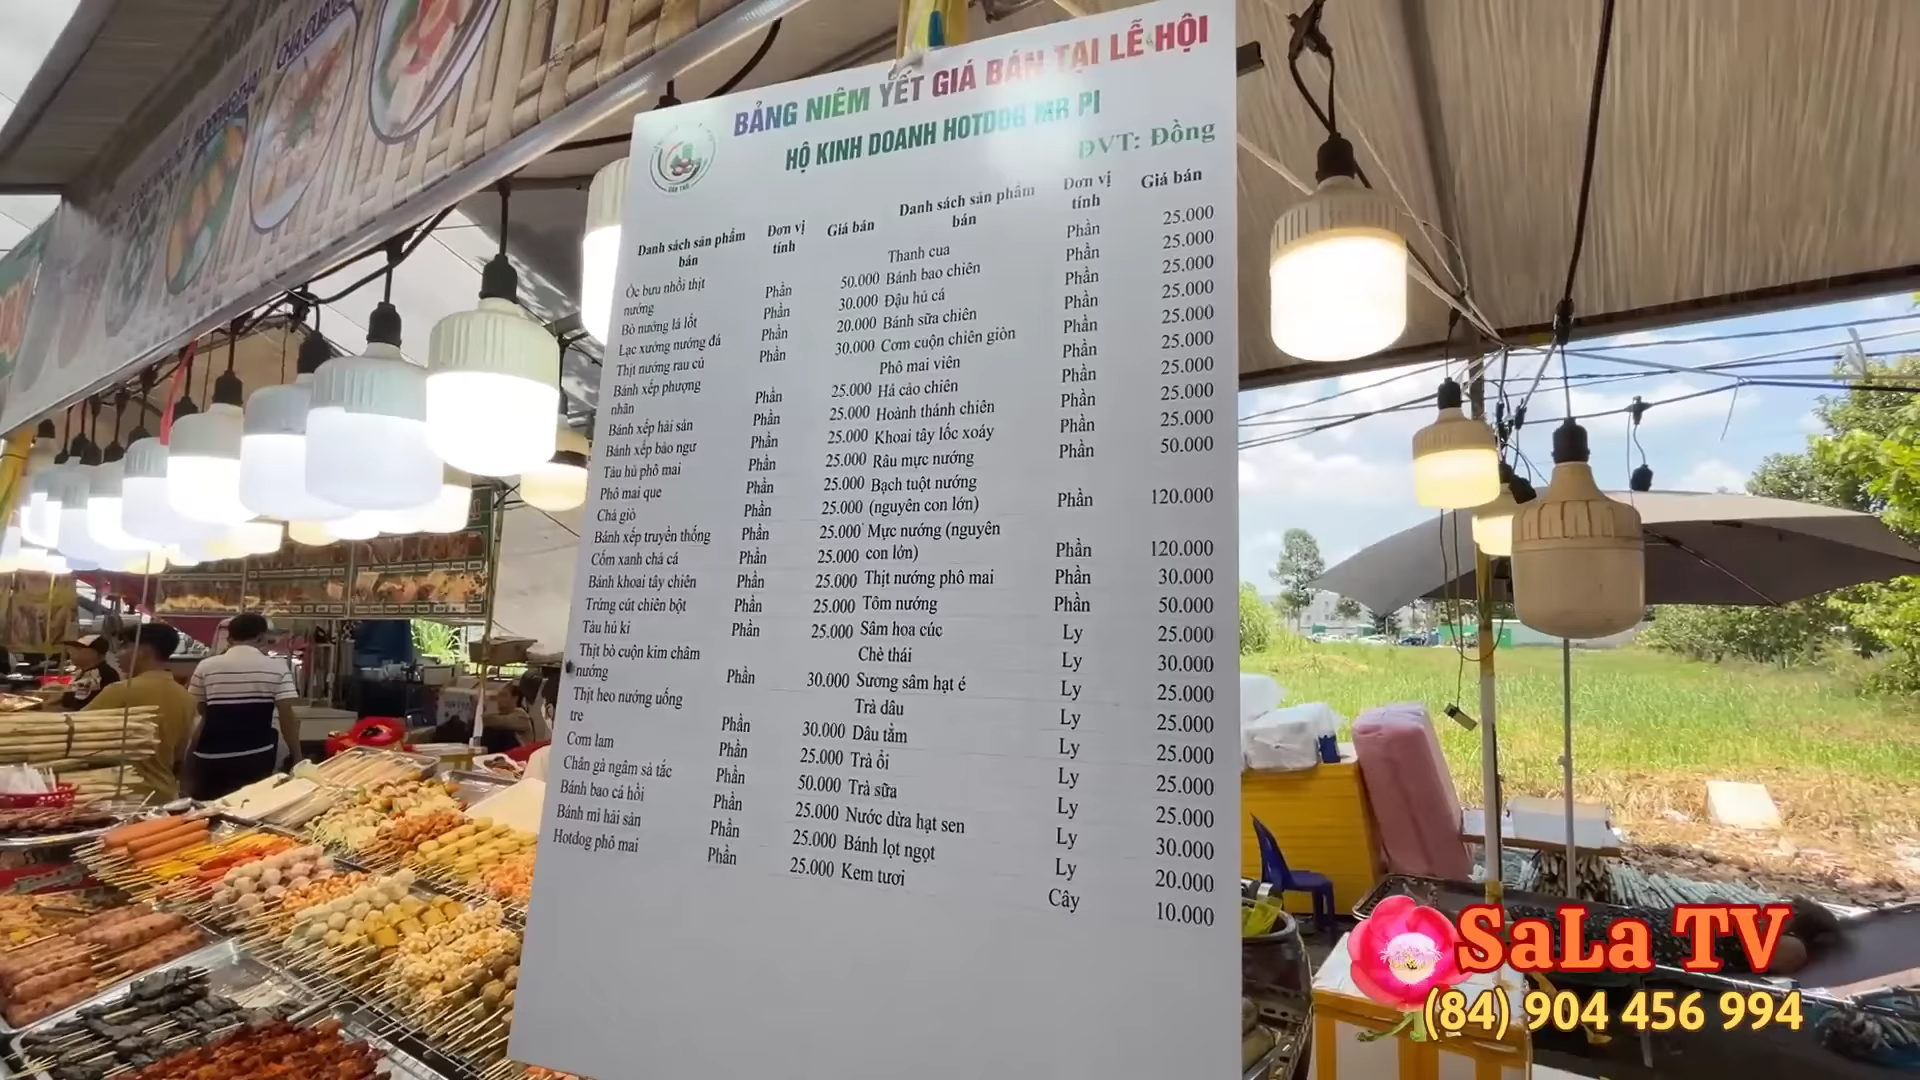 BẢNG NIÊM YẾT GIÁ BÁN TẠI LỄ HỘI
HỘ KINH DOANH HOTDOG MR PI
ĐVT: Đồng
Danh sách sản phẩm bán Đơn vị tính Giá bán
Ốc bưu nhồi thịt nướng Phần 50.000
Bò nướng lá lốt Phần 30.000
Lạc xưởng nướng đá Phần 20.000
Thịt nướng rau củ Phần 30.000
Bánh xếp phượng nhãn Phần 25.000
Bánh xếp hải sản Phần 25.000
Bánh xếp bào ngư Phần 25.000
Tàu hủ phô mai Phần 25.000
Phô mai que Phần 25.000
Chả giò Phần 25.000
Bánh xếp truyền thống Phần 25.000
Cốm xanh chả cá Phần 25.000
Bánh khoai tây chiên Phần 25.000
Trứng cút chiên bột Phần 25.000
Tàu hủ ki Phần 25.000
Thịt bò cuộn kim châm nướng Phần 30.000
Thịt heo nướng uống tre Phần 30.000
Cơm lam Phần 25.000
Chân gà ngâm sả tắc Phần 50.000
Bánh bao cá hồi Phần 25.000
Bánh mì hải sản Phần 25.000
Hotdog phô mai Phần 25.000
Danh sách sản phẩm bán Đơn vị tính Giá bán
Thanh cua Phần 25.000
Bánh bao chiên Phần 25.000
Đậu hủ cá Phần 25.000
Bánh sữa chiên Phần 25.000
Cơm cuộn chiên giòn Phần 25.000
Phô mai viên Phần 25.000
Há cảo chiên Phần 25.000
Hoành thánh chiên Phần 25.000
Khoai tây lốc xoáy Phần 25.000
Râu mực nướng Phần 50.000
Bạch tuột nướng
(nguyên con lớn) Phần 120.000
Mực nướng (nguyên
con lớn) Phần 120.000
Thịt nướng phô mai Phần 30.000
Tôm nướng Phần 50.000
Sâm hoa cúc Ly 25.000
Chè thái Ly 30.000
Sương sâm hạt é Ly 25.000
Trà dâu Ly 25.000
Dâu tằm Ly 25.000
Trà ổi Ly 25.000
Trà sữa Ly 25.000
Nước dừa hạt sen Ly 30.000
Bánh lọt ngọt Ly 20.000
Kem tươi Cây 10.000
SaLa TV
(84) 904 456 994